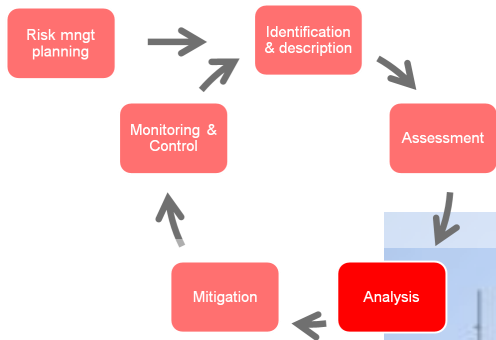 Risk mngt
planning
Identification
& description
Monitoring &
Control
Assessment
Mitigation
Analysis